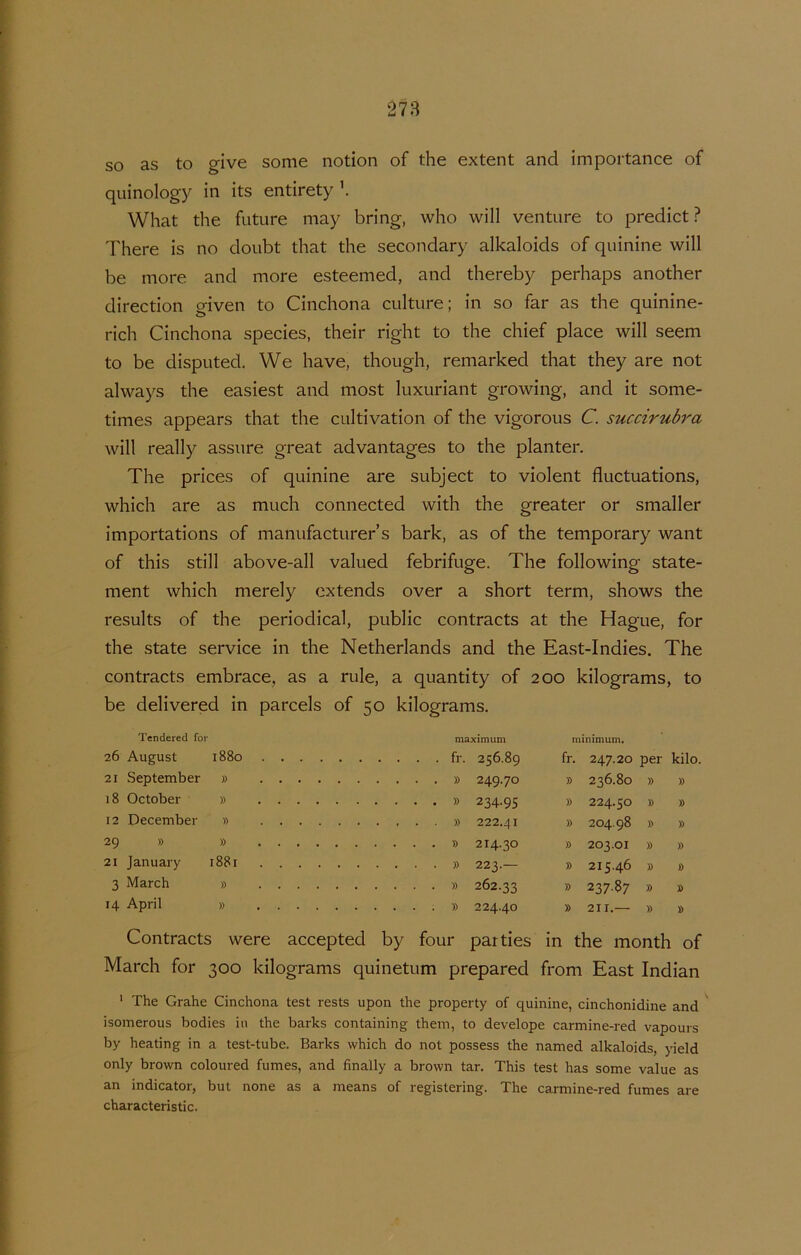 273
so as to give some notion of the extent and importance of
quinology in its entirety ¹.
What the future may bring, who will venture to predict?
There is no doubt that the secondary alkaloids of quinine will
be more and more esteemed, and thereby perhaps another
direction given to Cinchona culture; in so far as the quinine-
rich Cinchona species, their right to the chief place will seem
to be disputed. We have, though, remarked that they are not
always the easiest and most luxuriant growing, and it some-
times appears that the cultivation of the vigorous C. succirubra
will really assure great advantages to the planter.
The prices of quinine are subject to violent fluctuations,
which are as much connected with the greater or smaller
importations of manufacturer's bark, as of the temporary want
of this still above-all valued febrifuge. The following state-
ment which merely extends over a short term, shows the
results of the periodical, public contracts at the Hague, for
the state service in the Netherlands and the East-Indies. The
contracts embrace, as a rule, a quantity of 200 kilograms, to
be delivered in parcels of 50 kilograms.
Tendered for maximum minimum.
26 August 1880 . . . . . . . . . . fr. 256.89 fr. 247.20 per kilo.
21 September » . . . . . . . . . . » 249.70 » 236.80 » »
18 October » . . . . . . . . . . » 234.95 » 224.50 » »
12 December » . . . . . . . . . . » 222.41 » 204.98 » »
29 » » . . . . . . . . . . » 214.30 » 203.01 » »
21 January 1881 . . . . . . . . . . » 223.— » 215.46 » »
3 March » . . . . . . . . . . » 262.33 » 237.87 » »
14 April » . . . . . . . . . . » 224.40 » 211.— » »
Contracts were accepted by four parties in the month of
March for 300 kilograms quinetum prepared from East Indian
¹ The Grahe Cinchona test rests upon the property of quinine, cinchonidine and
isomerous bodies in the barks containing them, to develope carmine-red vapours
by heating in a test-tube. Barks which do not possess the named alkaloids, yield
only brown coloured fumes, and finally a brown tar. This test has some value as
an indicator, but none as a means of registering. The carmine-red fumes are
characteristic.